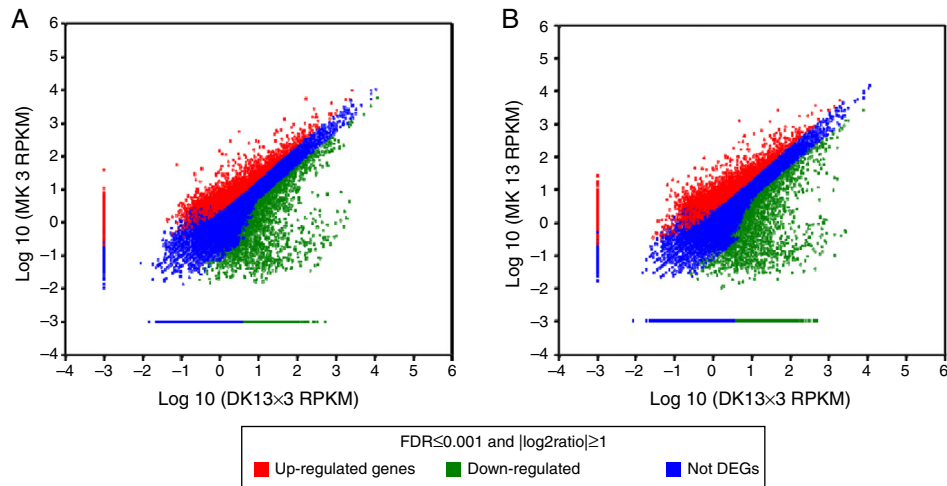 A
B
6
5
4
3
2
1
0
−1
−2
−3
−4
Log 10 (MK 3 RPKM)
−4 −3 −2 −1 0 1 2 3 4 5 6
Log 10 (DK13×3 RPKM)
6
5
4
3
2
1
0
−1
−2
−3
−4
Log 10 (MK 13 RPKM)
−4 −3 −2 −1 0 1 2 3 4 5 6
Log 10 (DK13×3 RPKM)
FDR≤0.001 and |log2ratio|≥1
Up-regulated genes Down-regulated Not DEGs